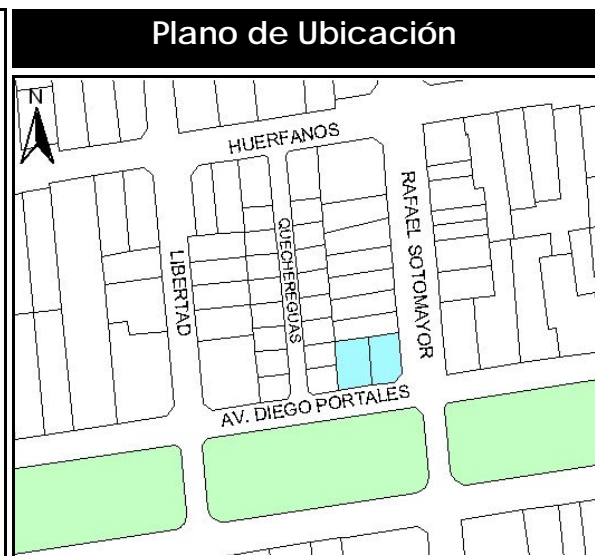 Plano de Ubicación
N
HUERFANOS
LIBERTAD
QUECHEREGUAS
RAFAEL SOTOMAYOR
AV. DIEGO PORTALES